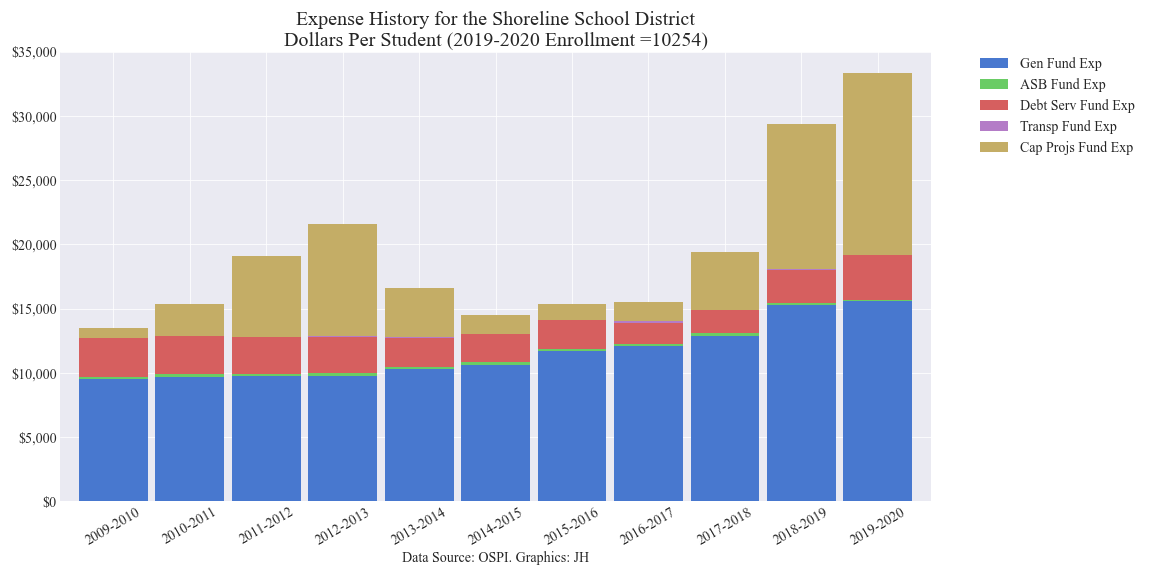 Expense History for the Shoreline School District
Dollars Per Student (2019-2020 Enrollment =10254)
$35,000
$30,000
$25,000
$20,000
$15,000
$10,000
$5,000
$0
2009-2010
2010-2011
2011-2012
2012-2013
2013-2014
2014-2015
2015-2016
2016-2017
2017-2018
2018-2019
2019-2020
Data Source: OSPI. Graphics: JH
Gen Fund Exp
ASB Fund Exp
Debt Serv Fund Exp
Transp Fund Exp
Cap Projs Fund Exp